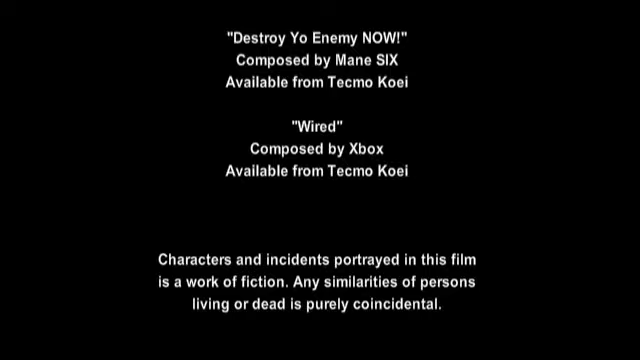 "Destroy Yo Enemy NOW!"
Composed by Mane SIX
Available from Tecmo Koei
"Wired"
Composed by Xbox
Available from Tecmo Koei
Characters and incidents portrayed in this film
is a work of fiction. Any similarities of persons
living or dead is purely coincidental.